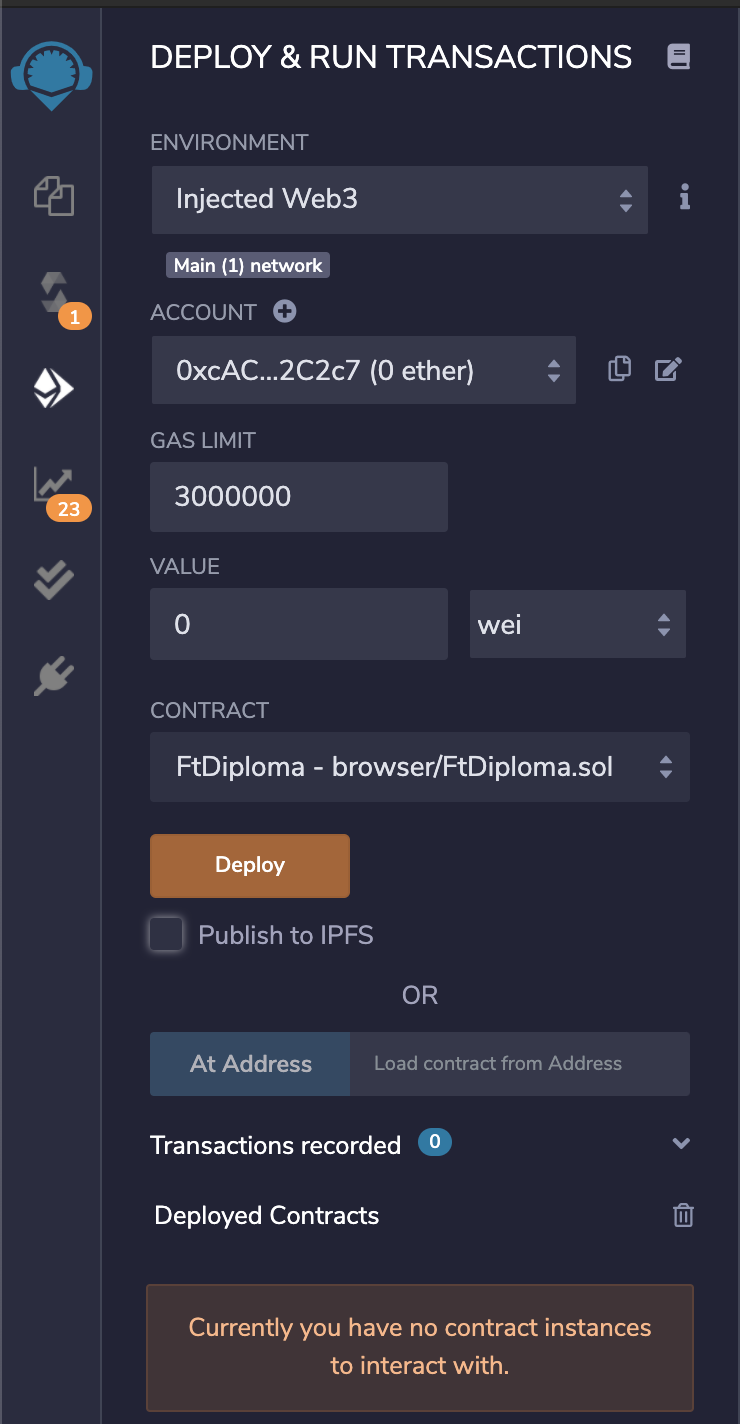 DEPLOY & RUN TRANSACTIONS
ENVIRONMENT
Injected Web3
Main (1) network
ACCOUNT
0xcAC...2C2c7 (0 ether)
1
GAS LIMIT
3000000
23
VALUE
0
wei
CONTRACT
FtDiploma - browser/FtDiploma.sol
Deploy
Publish to IPFS
OR
At Address
Load contract from Address
Transactions recorded 0
Deployed Contracts
Currently you have no contract instances
to interact with.